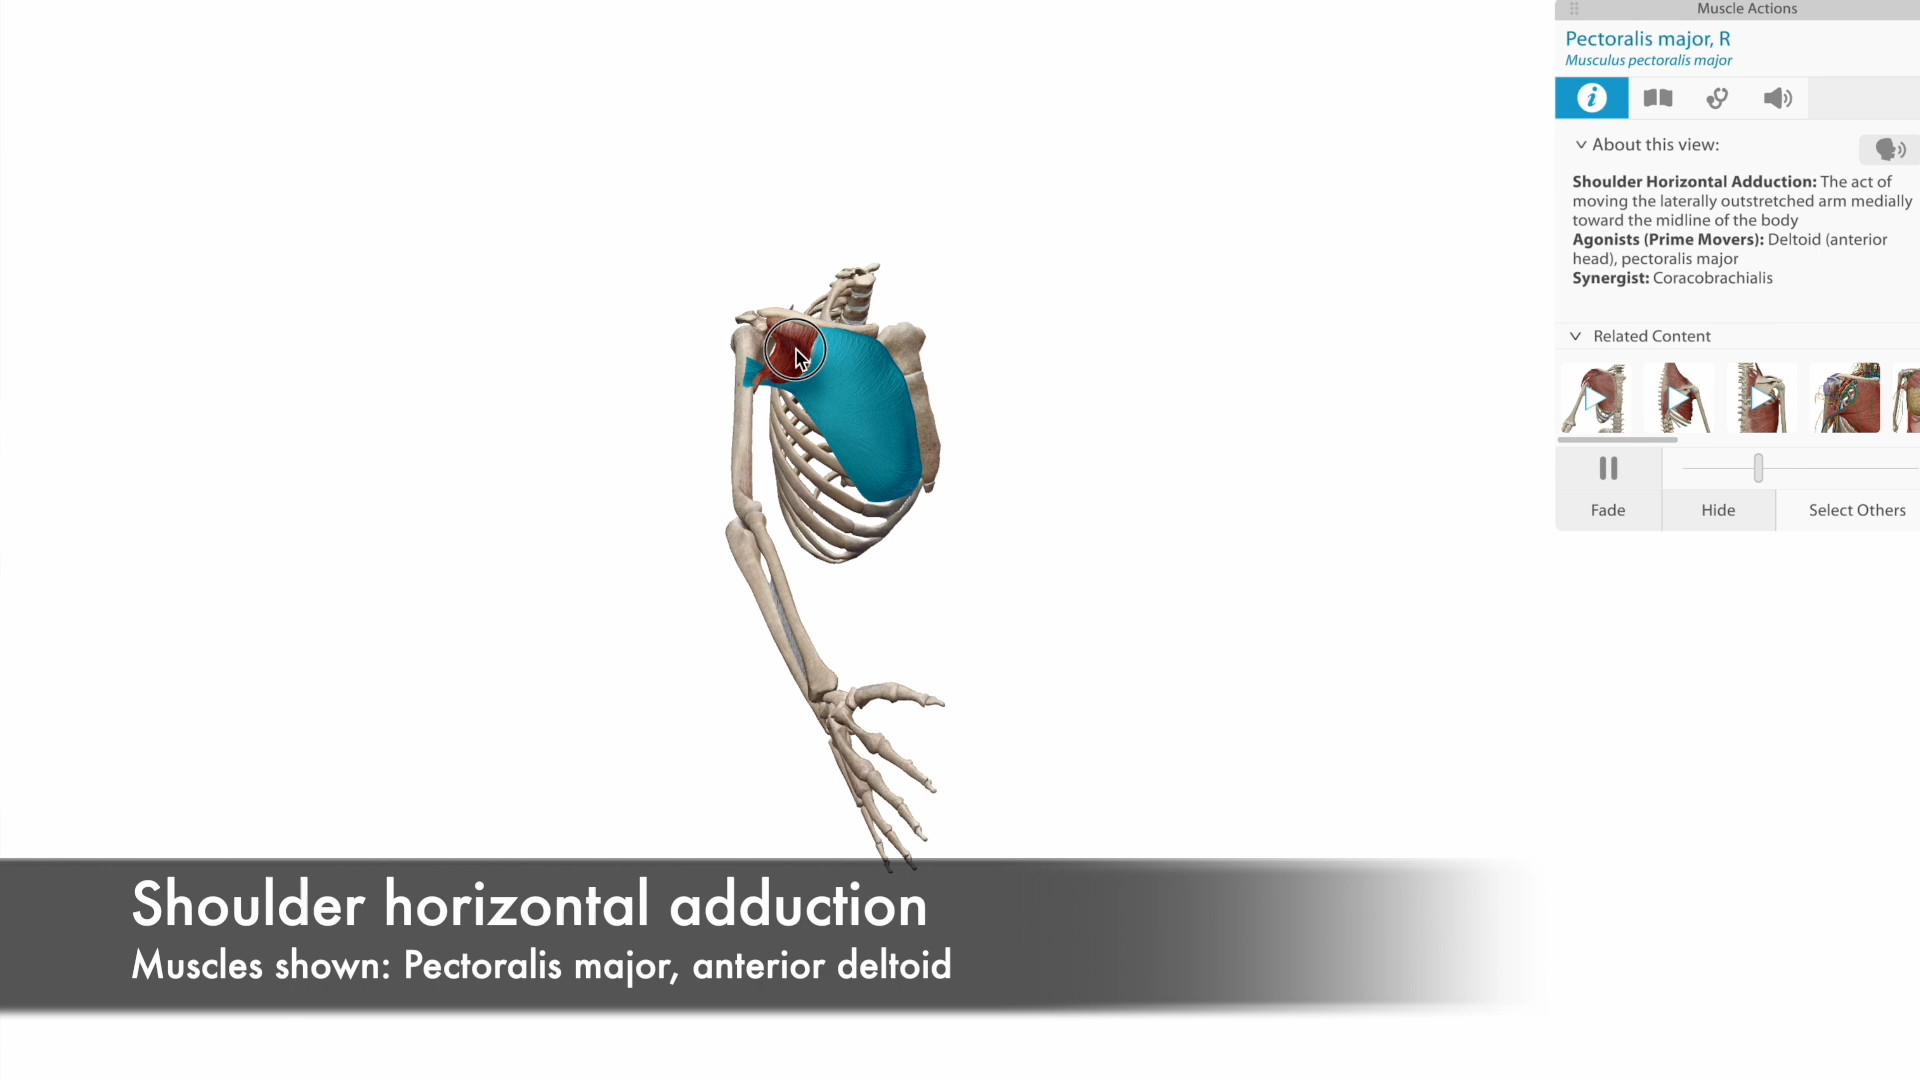 Muscle Actions
Pectoralis major, R
Musculus pectoralis major
About this view:
Shoulder Horizontal Adduction: The act of
moving the laterally outstretched arm medially
toward the midline of the body
Agonists (Prime Movers): Deltoid (anterior
head), pectoralis major
Synergist: Coracobrachialis
Related Content
Fade
Hide
Select Others
Shoulder horizontal adduction
Muscles shown: Pectoralis major, anterior deltoid